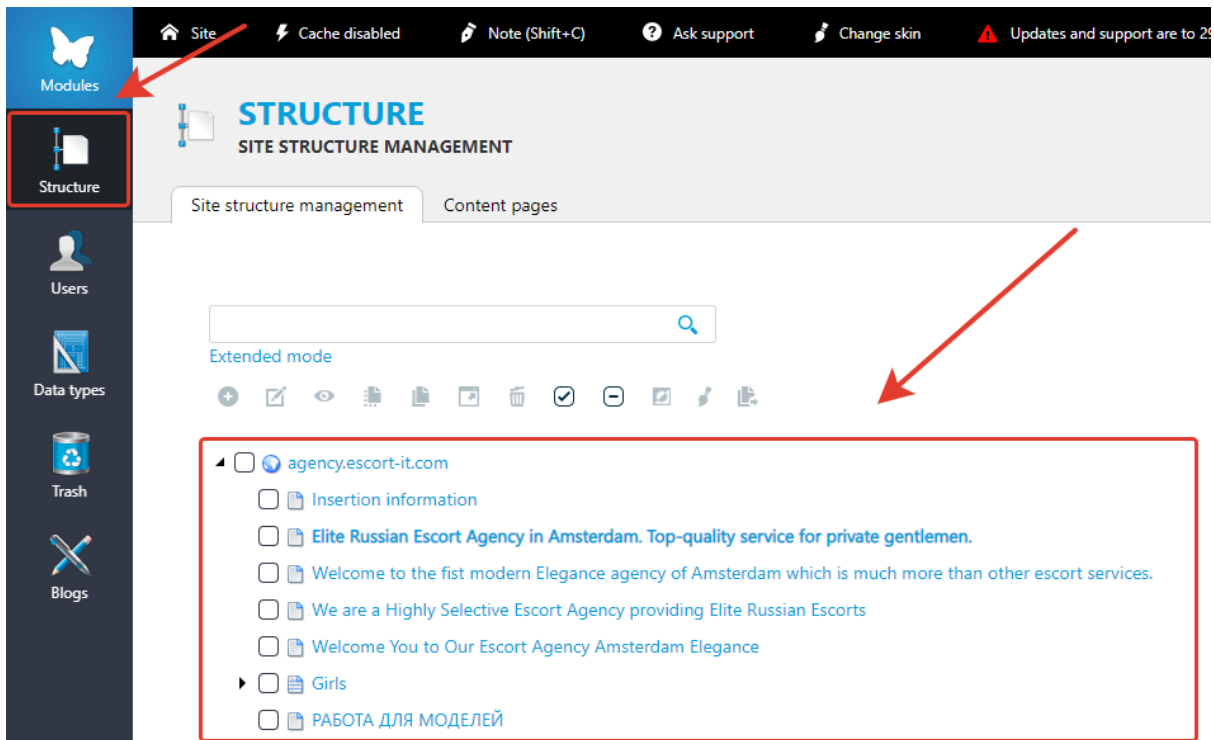 Site
Cache disabled
Note (Shift+C)
Ask support
Change skin
Updates and support are to 29
Modules
STRUCTURE
SITE STRUCTURE MANAGEMENT
Structure
Site structure management
Content pages
Users
Extended mode
Data types
agency.escort-it.com
Trash
Insertion information
Elite Russian Escort Agency in Amsterdam. Top-quality service for private gentlemen.
Welcome to the fist modern Elegance agency of Amsterdam which is much more than other escort services.
Blogs
We are a Highly Selective Escort Agency providing Elite Russian Escorts
Welcome You to Our Escort Agency Amsterdam Elegance
Girls
РАБОТА ДЛЯ МОДЕЛЕЙ